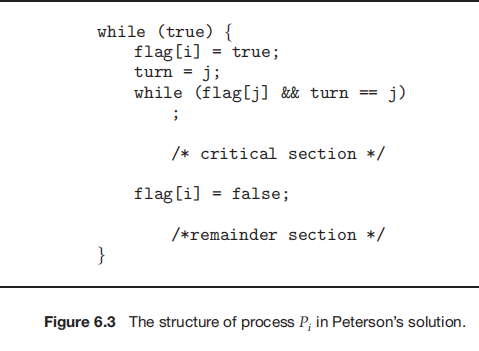 while (true) {
flag[i] = true;
turn = j;
while (flag[j] && turn == j)
;
/* critical section */
flag[i] = false;
/*remainder section */
}
Figure 6.3 The structure of process Pi in Peterson's solution.